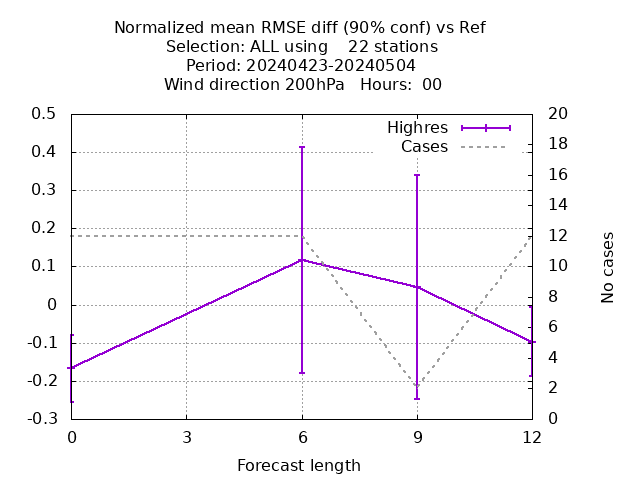 Normalized mean RMSE diff (90% conf) vs Ref
Selection: ALL using    22 stations
Period: 20240423-20240504
Wind direction 200hPa   Hours:  00
Highres
Cases
0.5
0.4
0.3
0.2
0.1
0
-0.1
-0.2
-0.3
20
18
16
14
12
10
8
6
4
2
0
No cases
0 3 6 9 12
Forecast length